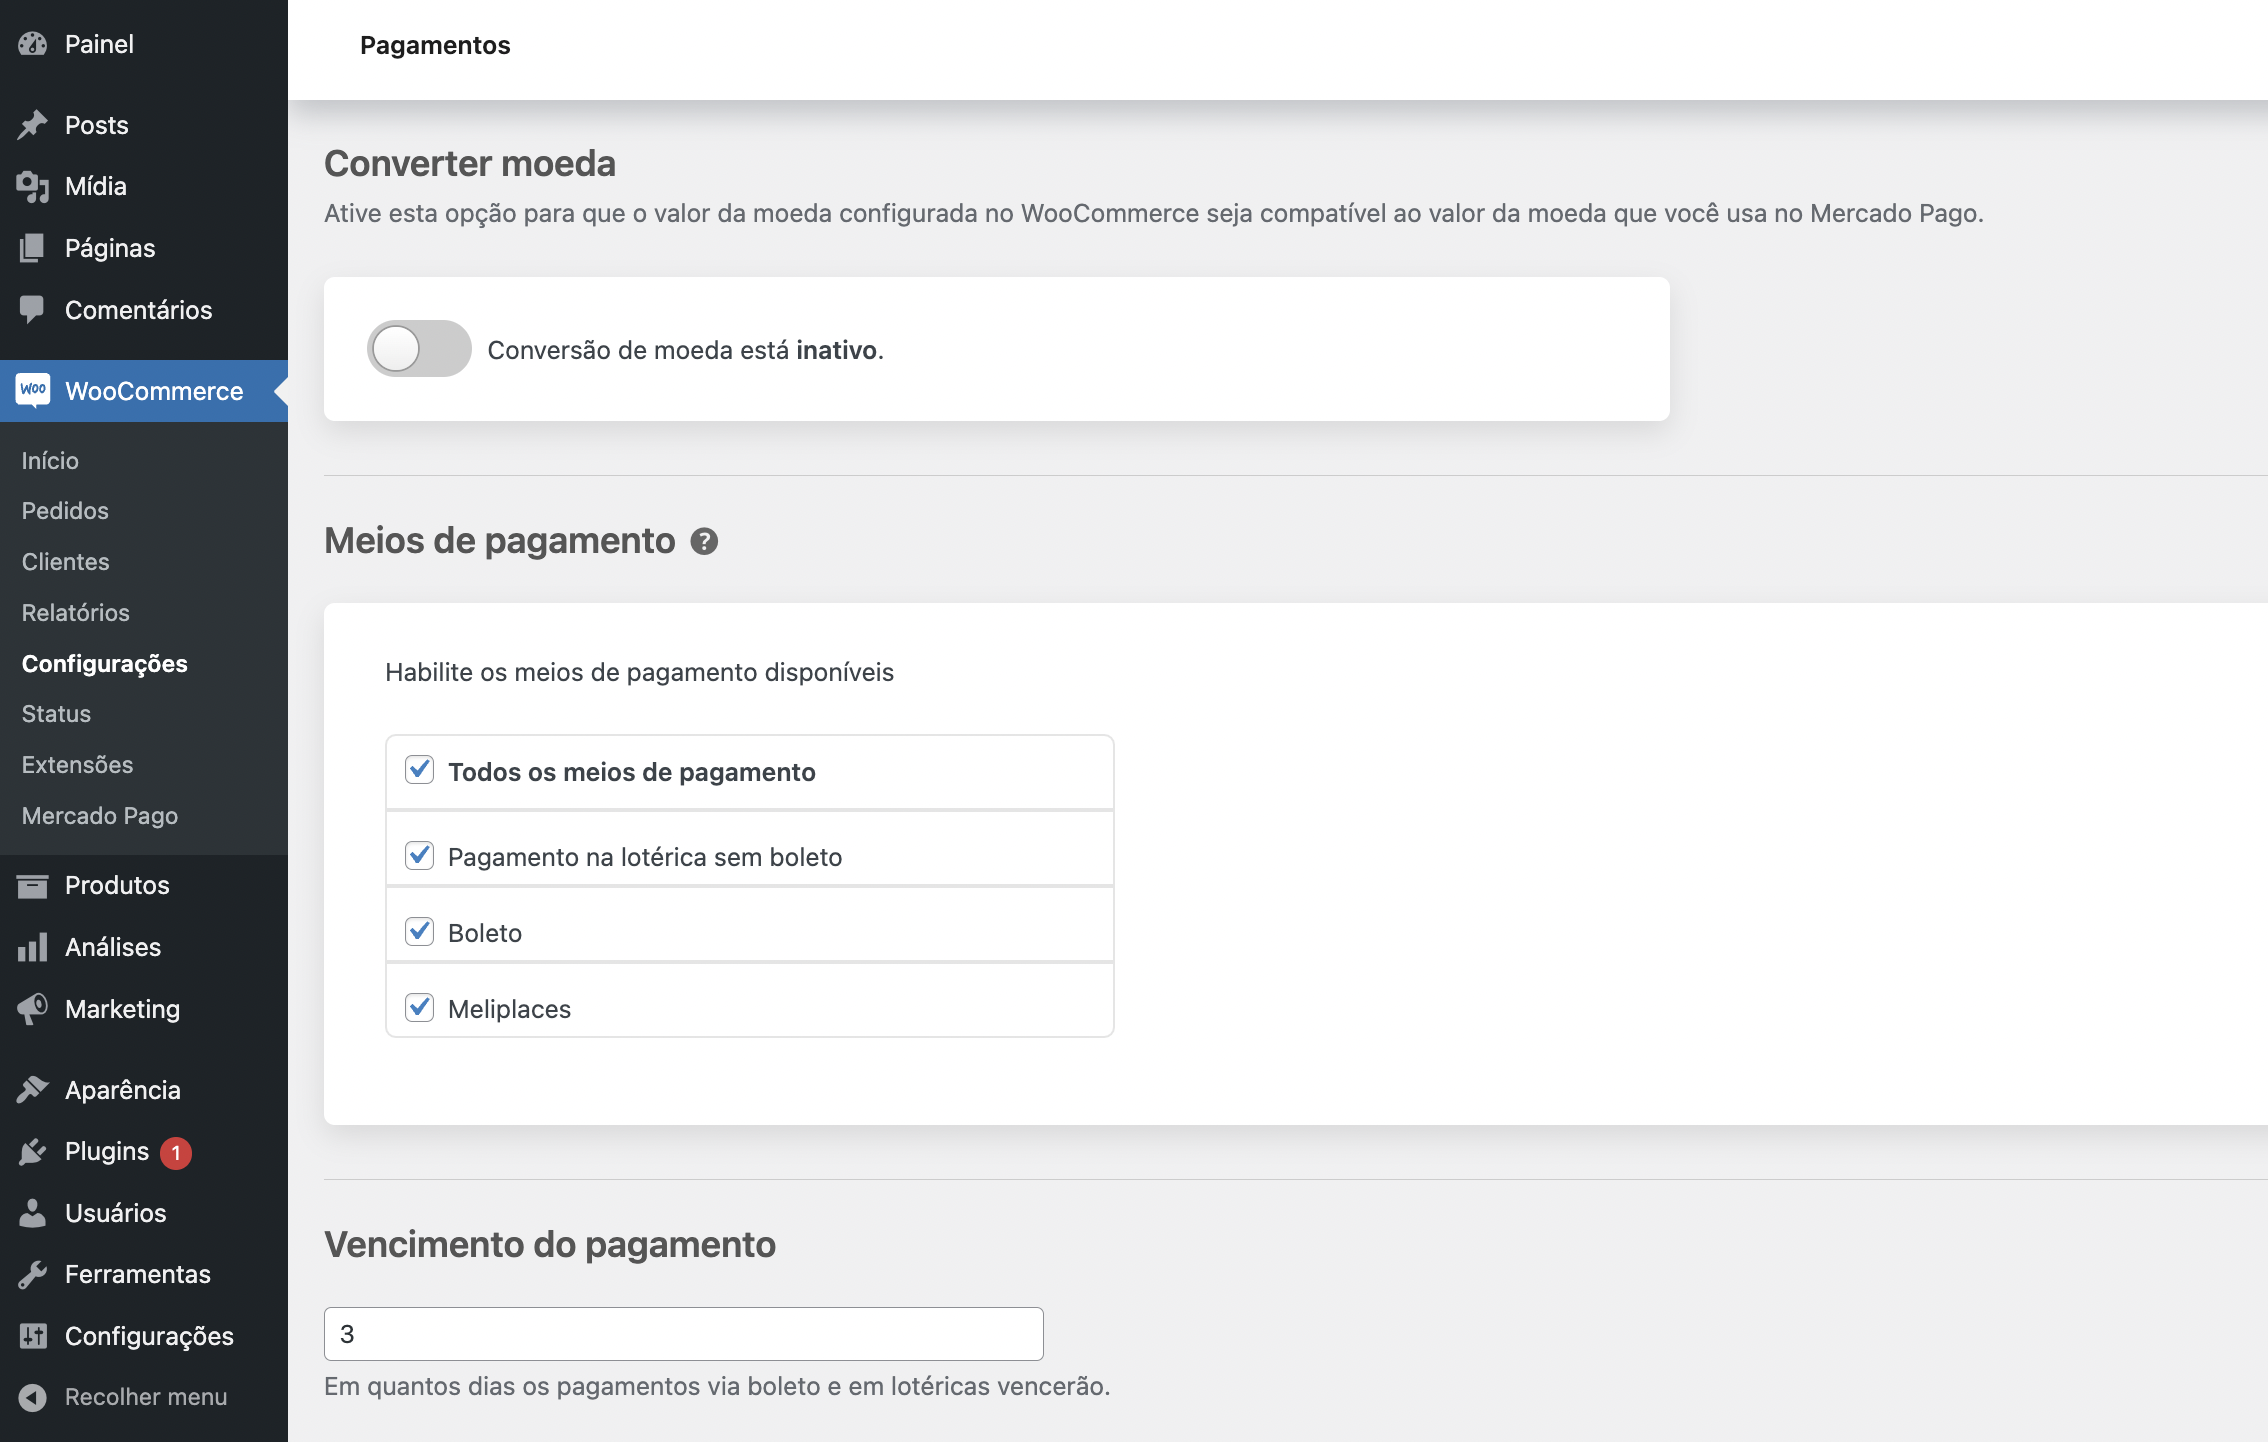 Painel
Posts
Mídia
Páginas
Comentários
Woo WooCommerce
Início
Pedidos
Clientes
Relatórios
Configurações
Status
Extensões
Mercado Pago
Produtos
Análises
Marketing
Aparência
Plugins 1
Usuários
Ferramentas
Configurações
Recolher menu
Pagamentos
Converter moeda
Ative esta opção para que o valor da moeda configurada no WooCommerce seja compatível ao valor da moeda que você usa no Mercado Pago.
Conversão de moeda está inativo.
Meios de pagamento ?
Habilite os meios de pagamento disponíveis
Todos os meios de pagamento
Pagamento na lotérica sem boleto
Boleto
Meliplaces
Vencimento do pagamento
3
Em quantos dias os pagamentos via boleto e em lotéricas vencerão.